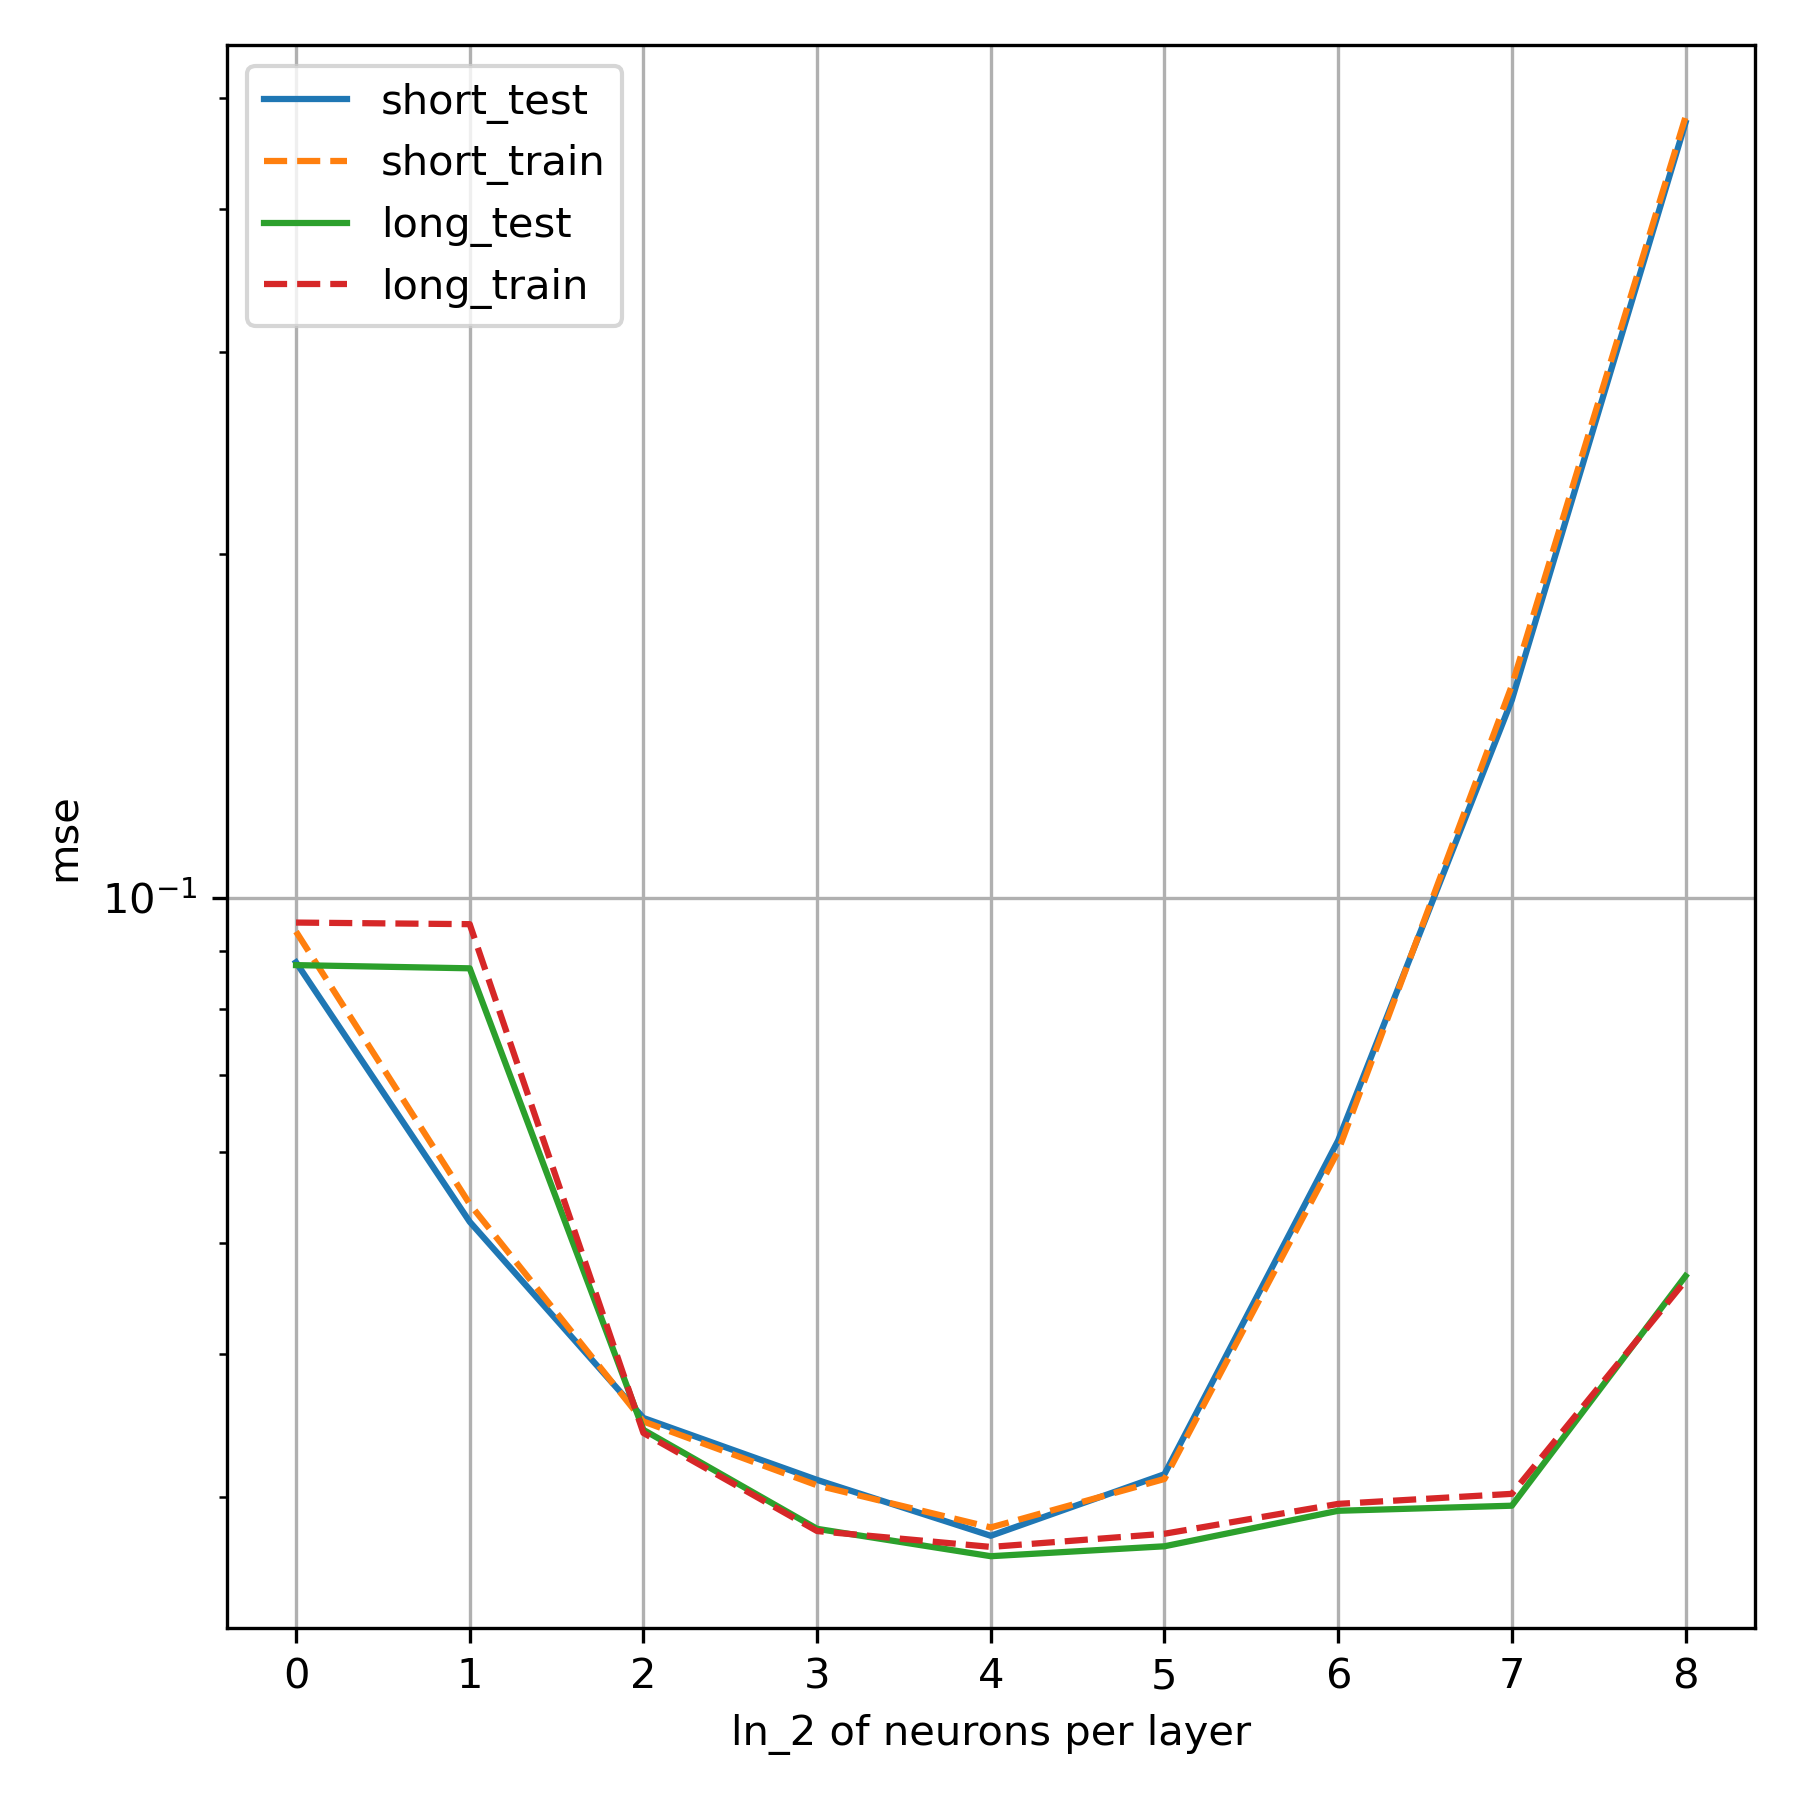 short_test
short_train
long_test
long_train
mse
10⁻¹
0 1 2 3 4 5 6 7 8
ln_2 of neurons per layer